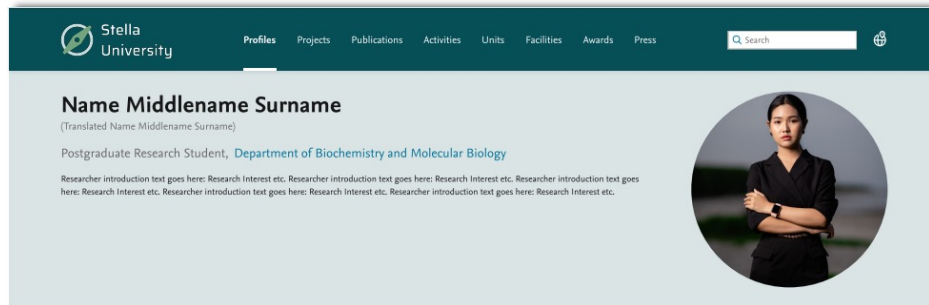 Stella
University
Profiles Projects Publications Activities Units Facilities Awards Press
Search
Name Middlename Surname
(Translated Name Middlename Surname)
Postgraduate Research Student, Department of Biochemistry and Molecular Biology
Researcher introduction text goes here: Research Interest etc. Researcher introduction text goes here: Research Interest etc. Researcher introduction text goes
here: Research Interest etc. Researcher introduction text goes here: Research Interest etc. Researcher introduction text goes here: Research Interest etc.